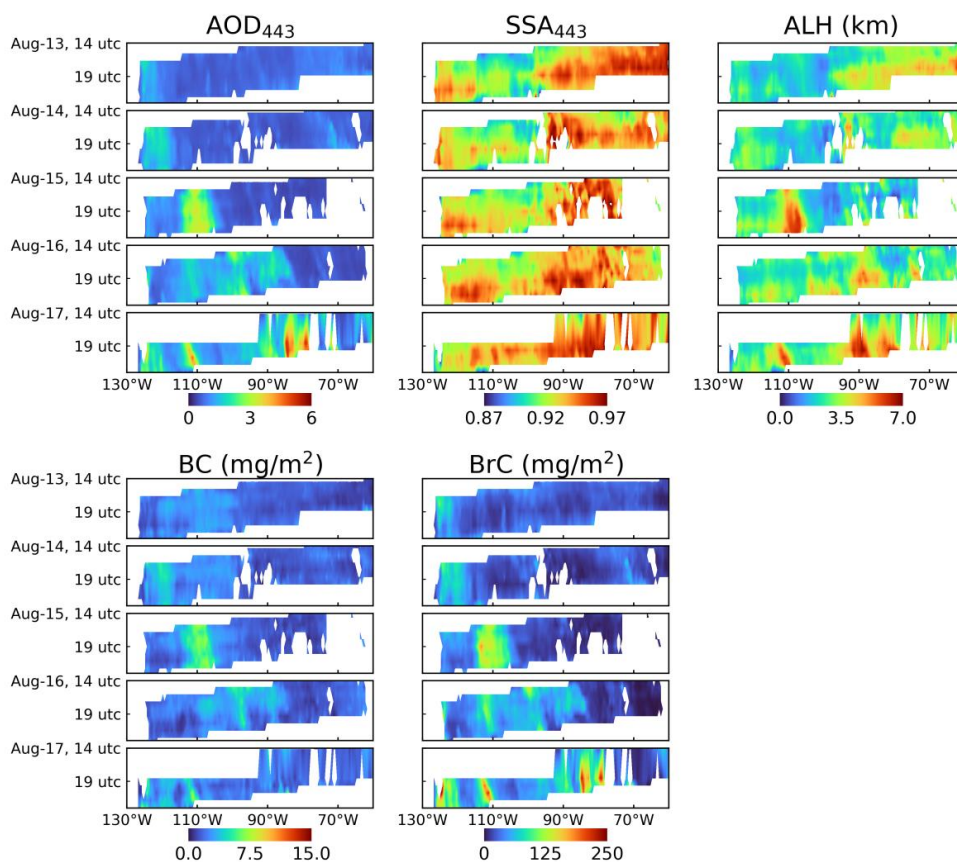 AOD₄₄₃ SSA₄₄₃ ALH (km)
Aug-13, 14 utc
19 utc
Aug-14, 14 utc
19 utc
Aug-15, 14 utc
19 utc
Aug-16, 14 utc
19 utc
Aug-17, 14 utc
19 utc
130°W 110°W 90°W 70°W 130°W 110°W 90°W 70°W 130°W 110°W 90°W 70°W
0 3 6 0.87 0.92 0.97 0.0 3.5 7.0
BC (mg/m²) BrC (mg/m²)
Aug-13, 14 utc
19 utc
Aug-14, 14 utc
19 utc
Aug-15, 14 utc
19 utc
Aug-16, 14 utc
19 utc
Aug-17, 14 utc
19 utc
130°W 110°W 90°W 70°W 130°W 110°W 90°W 70°W
0.0 7.5 15.0 0 125 250